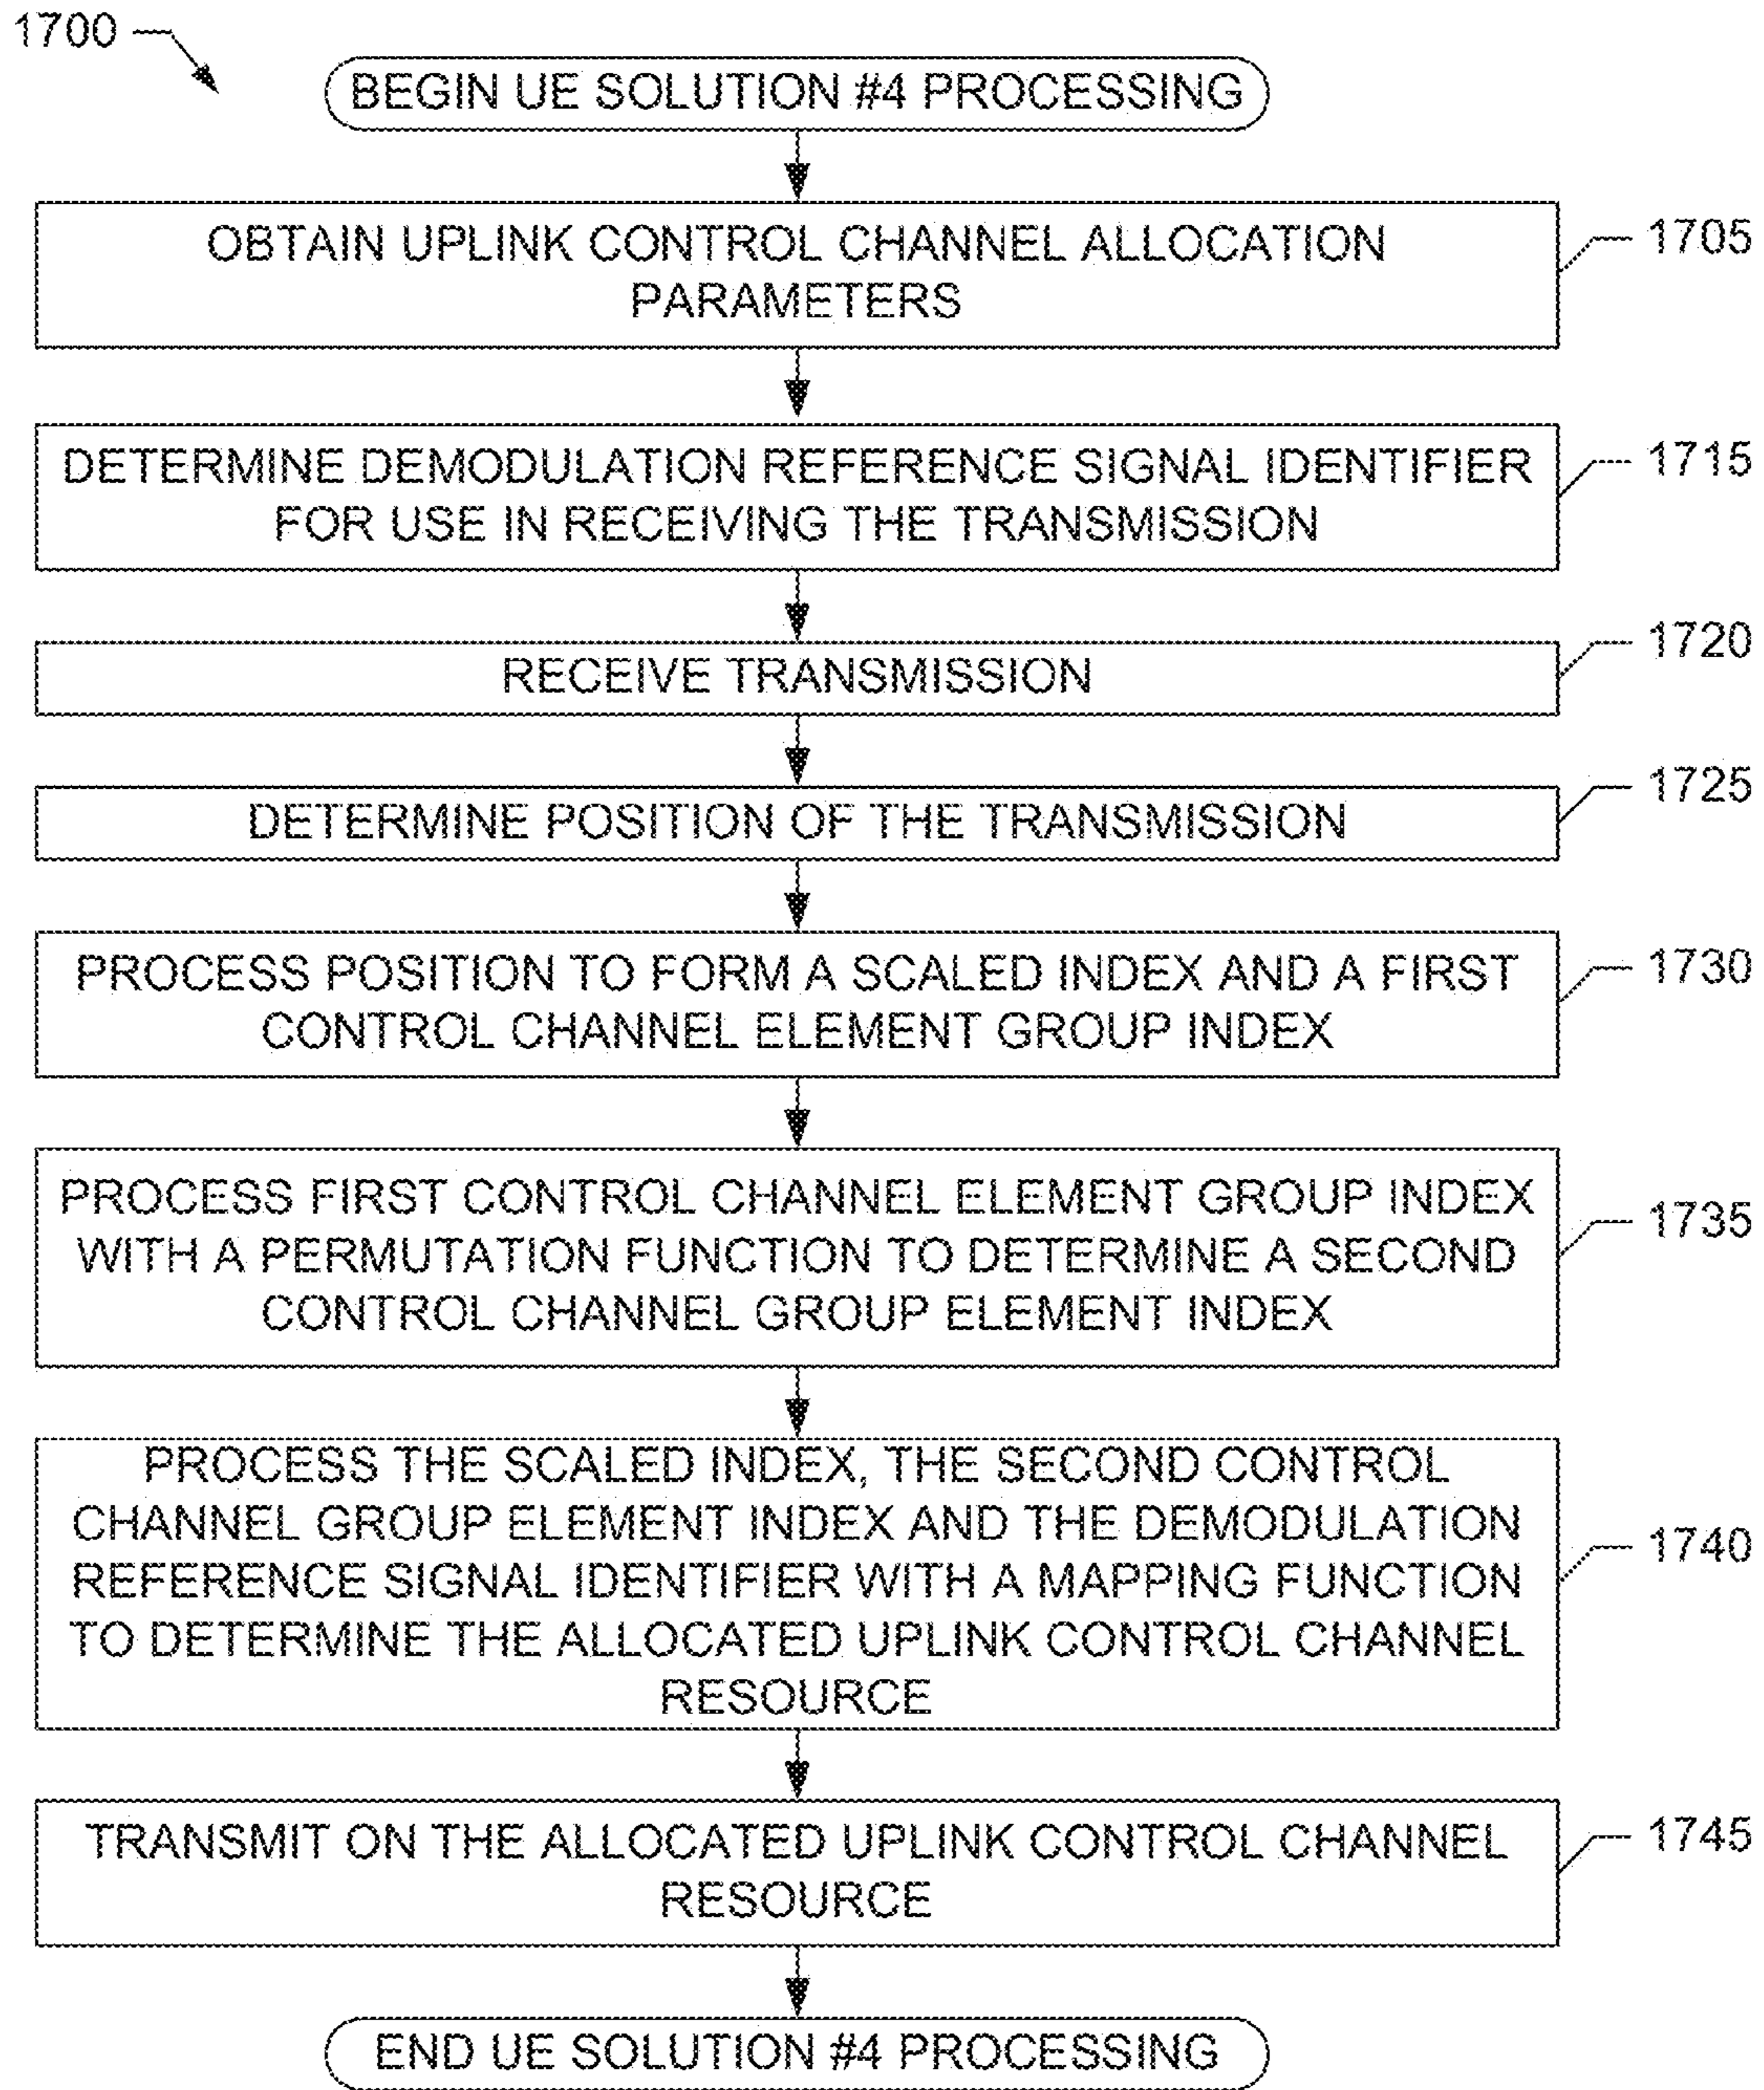 1700
BEGIN UE SOLUTION #4 PROCESSING
OBTAIN UPLINK CONTROL CHANNEL ALLOCATION
PARAMETERS
1705
DETERMINE DEMODULATION REFERENCE SIGNAL IDENTIFIER
FOR USE IN RECEIVING THE TRANSMISSION
1715
RECEIVE TRANSMISSION
1720
DETERMINE POSITION OF THE TRANSMISSION
1725
PROCESS POSITION TO FORM A SCALED INDEX AND A FIRST
CONTROL CHANNEL ELEMENT GROUP INDEX
1730
PROCESS FIRST CONTROL CHANNEL ELEMENT GROUP INDEX
WITH A PERMUTATION FUNCTION TO DETERMINE A SECOND
CONTROL CHANNEL GROUP ELEMENT INDEX
1735
PROCESS THE SCALED INDEX, THE SECOND CONTROL
CHANNEL GROUP ELEMENT INDEX AND THE DEMODULATION
REFERENCE SIGNAL IDENTIFIER WITH A MAPPING FUNCTION
TO DETERMINE THE ALLOCATED UPLINK CONTROL CHANNEL
RESOURCE
1740
TRANSMIT ON THE ALLOCATED UPLINK CONTROL CHANNEL
RESOURCE
1745
END UE SOLUTION #4 PROCESSING